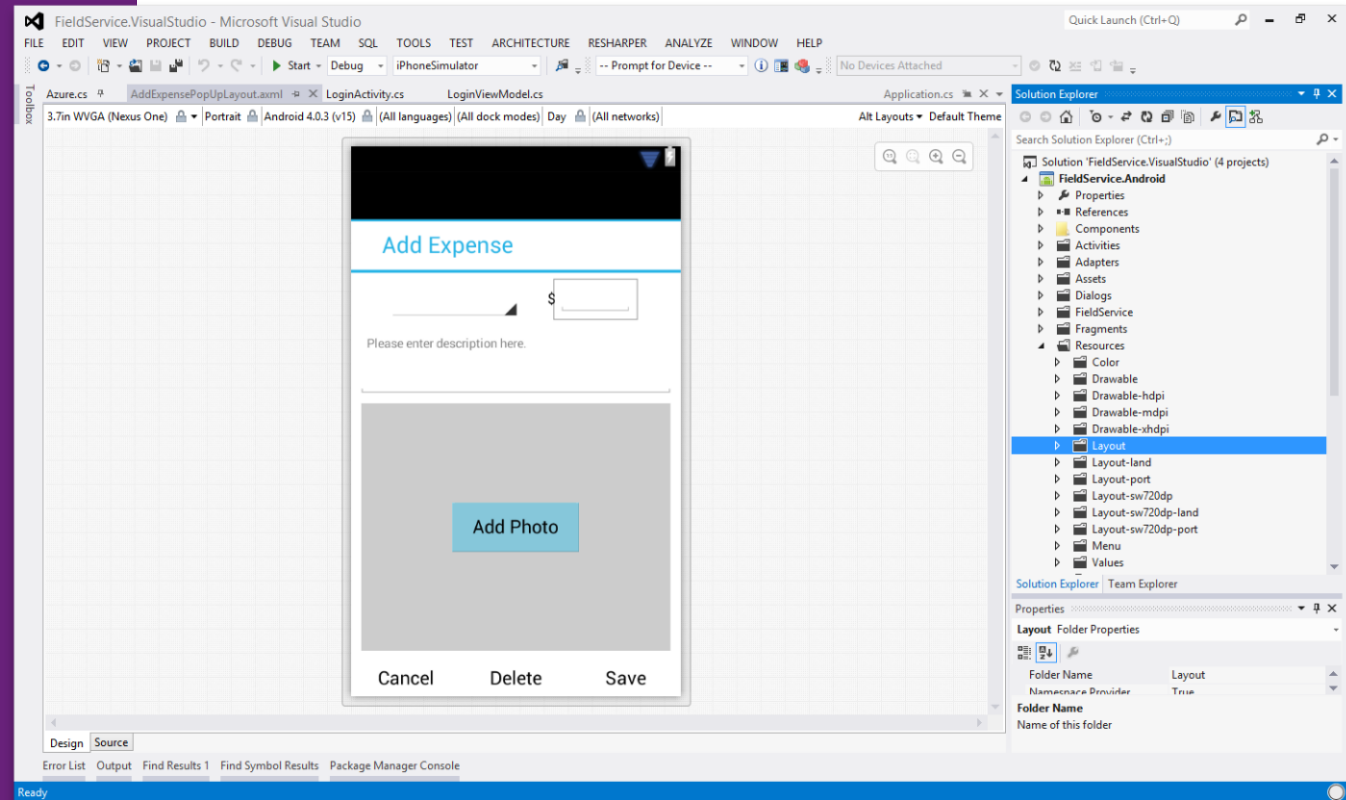 FieldService.VisualStudio - Microsoft Visual Studio
Quick Launch (Ctrl+Q)
FILE EDIT VIEW PROJECT BUILD DEBUG TEAM SQL TOOLS TEST ARCHITECTURE RESHARPER ANALYZE WINDOW HELP
Start Debug iPhoneSimulator -- Prompt for Device -- No Devices Attached
Toolbox
Azure.cs AddExpensePopUpLayout.axml LoginActivity.cs LoginViewModel.cs Application.cs
3.7in WVGA (Nexus One) Portrait Android 4.0.3 (v15) (All languages) (All dock modes) Day (All networks) Alt Layouts Default Theme
Add Expense
$
Please enter description here.
Add Photo
Cancel Delete Save
Design Source
Solution Explorer
Search Solution Explorer (Ctrl+;)
Solution 'FieldService.VisualStudio' (4 projects)
FieldService.Android
Properties
References
Components
Activities
Adapters
Assets
Dialogs
FieldService
Fragments
Resources
Color
Drawable
Drawable-hdpi
Drawable-mdpi
Drawable-xhdpi
Layout
Layout-land
Layout-port
Layout-sw720dp
Layout-sw720dp-land
Layout-sw720dp-port
Menu
Values
Solution Explorer Team Explorer
Properties
Layout Folder Properties
Folder Name Layout
Namespace Provider True
Folder Name
Name of this folder
Error List Output Find Results 1 Find Symbol Results Package Manager Console
Ready